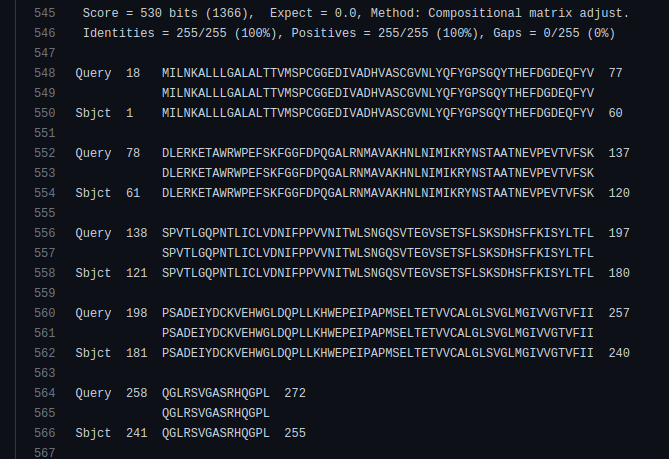 545 Score = 530 bits (1366), Expect = 0.0, Method: Compositional matrix adjust.
546 Identities = 255/255 (100%), Positives = 255/255 (100%), Gaps = 0/255 (0%)
547
548 Query 18 MILNKALLLGALALTTVMSPCGGEDIVADHVASCGVNLYQFYGPSGQYTHEFDGDEQFYV 77
549 MILNKALLLGALALTTVMSPCGGEDIVADHVASCGVNLYQFYGPSGQYTHEFDGDEQFYV
550 Sbjct 1 MILNKALLLGALALTTVMSPCGGEDIVADHVASCGVNLYQFYGPSGQYTHEFDGDEQFYV 60
551
552 Query 78 DLERKETAWRWPEFSKFGGFDPQGALRNMAVAKHNLNIMIKRYNSTAATNEVPEVTVFSK 137
553 DLERKETAWRWPEFSKFGGFDPQGALRNMAVAKHNLNIMIKRYNSTAATNEVPEVTVFSK
554 Sbjct 61 DLERKETAWRWPEFSKFGGFDPQGALRNMAVAKHNLNIMIKRYNSTAATNEVPEVTVFSK 120
555
556 Query 138 SPVTLGQPNTLICLVDNIFPPVVNITWLSNGQSVTEGVSETSFLSKSDHSFFKISYLTFL 197
557 SPVTLGQPNTLICLVDNIFPPVVNITWLSNGQSVTEGVSETSFLSKSDHSFFKISYLTFL
558 Sbjct 121 SPVTLGQPNTLICLVDNIFPPVVNITWLSNGQSVTEGVSETSFLSKSDHSFFKISYLTFL 180
559
560 Query 198 PSADEIYDCKVEHWGLDQPLLKHWEPEIPAPMSELTETVVCALGLSVGLMGIVVGTVFII 257
561 PSADEIYDCKVEHWGLDQPLLKHWEPEIPAPMSELTETVVCALGLSVGLMGIVVGTVFII
562 Sbjct 181 PSADEIYDCKVEHWGLDQPLLKHWEPEIPAPMSELTETVVCALGLSVGLMGIVVGTVFII 240
563
564 Query 258 QGLRSVGASRHQGPL 272
565 QGLRSVGASRHQGPL
566 Sbjct 241 QGLRSVGASRHQGPL 255
567